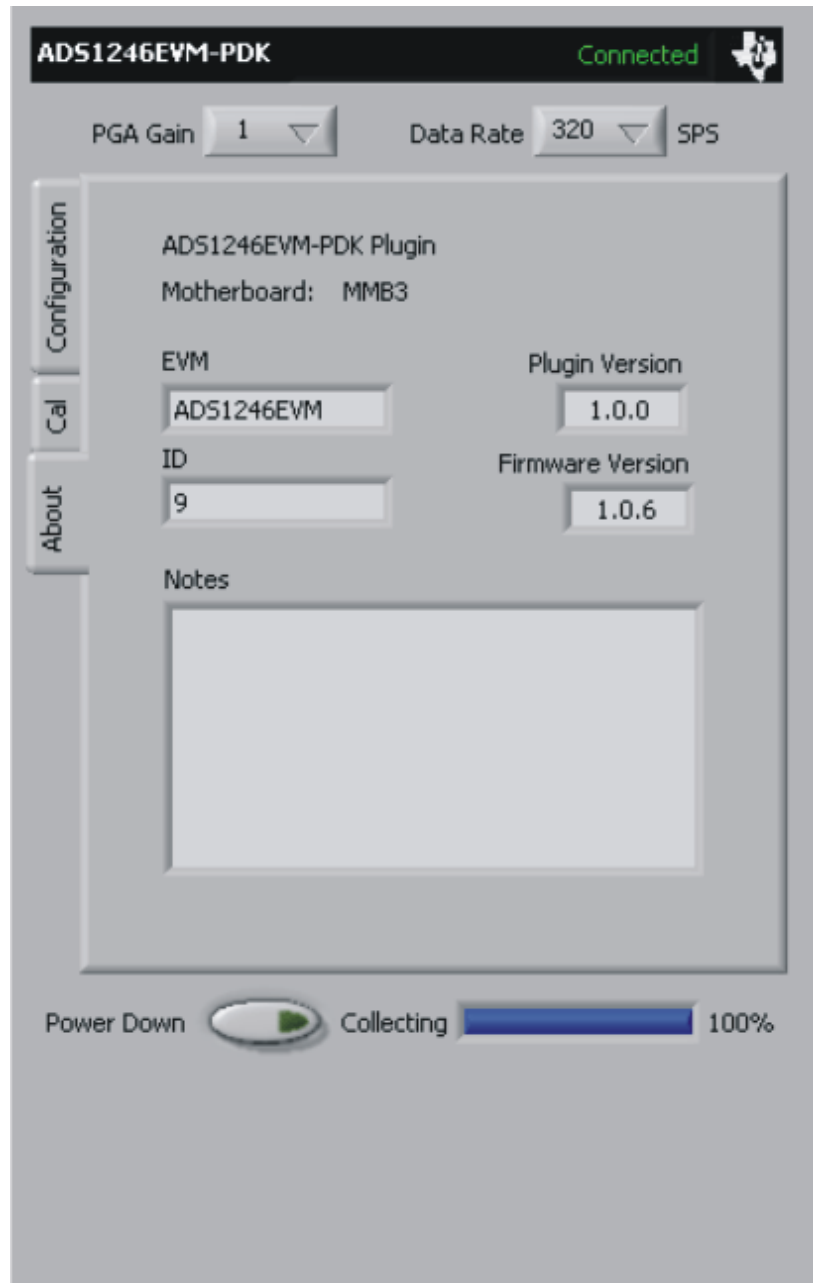 ADS1246EVM-PDK Connected
PGA Gain 1 Data Rate 320 SPS
Configuration
Cal
About
ADS1246EVM-PDK Plugin
Motherboard: MMB3
EVM Plugin Version
ADS1246EVM 1.0.0
ID Firmware Version
9 1.0.6
Notes
Power Down Collecting 100%